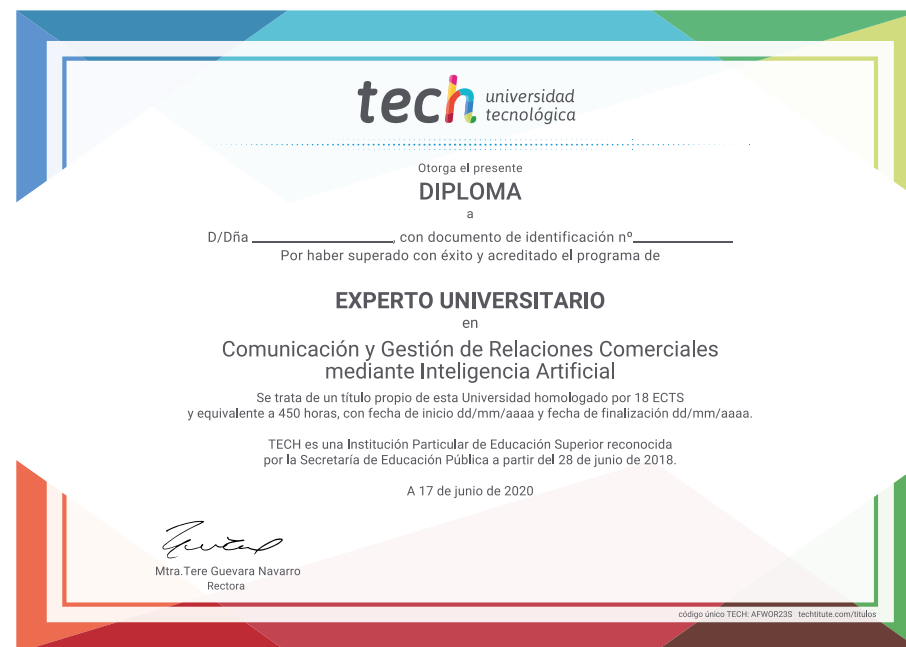 tech universidad
tecnológica
Otorga el presente
DIPLOMA
a
D/Dña ____________________, con documento de identificación nº______________
Por haber superado con éxito y acreditado el programa de
EXPERTO UNIVERSITARIO
en
Comunicación y Gestión de Relaciones Comerciales
mediante Inteligencia Artificial
Se trata de un título propio de esta Universidad homologado por 18 ECTS
y equivalente a 450 horas, con fecha de inicio dd/mm/aaaa y fecha de finalización dd/mm/aaaa.
TECH es una Institución Particular de Educación Superior reconocida
por la Secretaría de Educación Pública a partir del 28 de junio de 2018.
A 17 de junio de 2020
Mtra.Tere Guevara Navarro
Rectora
código único TECH: AFWOR23S techtitute.com/titulos